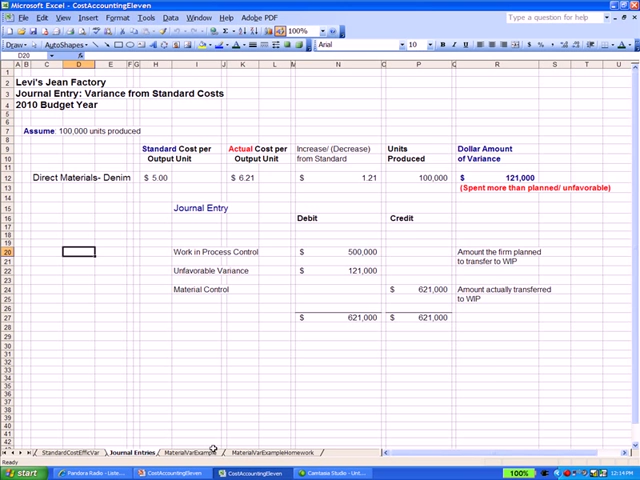 Microsoft Excel - CostAccountingEleven
File Edit View Insert Format Tools Data Window Help Adobe PDF
Type a question for help
100%
Draw AutoShapes
Arial 10
D20 fx
A B C D E F G H I J K L M N O P Q R S T U
Levi's Jean Factory
Journal Entry: Variance from Standard Costs
2010 Budget Year
Assume: 100,000 units produced
Standard Cost per Actual Cost per Increase/ (Decrease) Units Dollar Amount
Output Unit Output Unit from Standard Produced of Variance
Direct Materials- Denim $ 5.00 $ 6.21 $ 1.21 100,000 $ 121,000
(Spent more than planned/ unfavorable)
Journal Entry
Debit Credit
Work in Process Control $ 500,000 Amount the firm planned
to transfer to WIP
Unfavorable Variance $ 121,000
Material Control $ 621,000 Amount actually transferred
to WIP
$ 621,000 $ 621,000
StandardCostEfficVar Journal Entries MaterialVarExample MaterialVarExampleHomework
Ready
start Pandora Radio - Liste... CostAccountingEleven CostAccountingEleven Camtasia Studio - Unt... 100% 12:14 PM